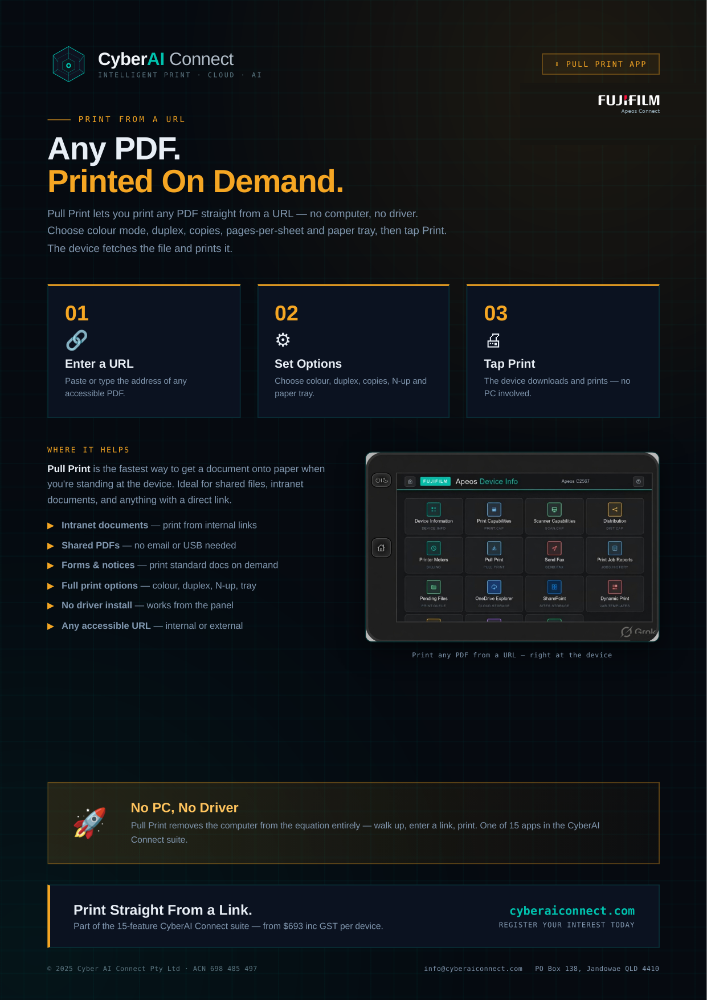 CyberAI Connect
INTELLIGENT PRINT · CLOUD · AI
⬇ PULL PRINT APP
FUJIFILM
Apeos Connect
PRINT FROM A URL
Any PDF.
Printed On Demand.
Pull Print lets you print any PDF straight from a URL — no computer, no driver.
Choose colour mode, duplex, copies, pages-per-sheet and paper tray, then tap Print.
The device fetches the file and prints it.
01
Enter a URL
Paste or type the address of any
accessible PDF.
02
Set Options
Choose colour, duplex, copies, N-up and
paper tray.
03
Tap Print
The device downloads and prints — no
PC involved.
WHERE IT HELPS
Pull Print is the fastest way to get a document onto paper when
you're standing at the device. Ideal for shared files, intranet
documents, and anything with a direct link.
▶ Intranet documents — print from internal links
▶ Shared PDFs — no email or USB needed
▶ Forms & notices — print standard docs on demand
▶ Full print options — colour, duplex, N-up, tray
▶ No driver install — works from the panel
▶ Any accessible URL — internal or external
FUJIFILM Apeos Device Info Apeos C2567
Device Information Print Capabilities Scanner Capabilities Distribution
DEVICE.INFO PRINT.CAP SCAN.CAP DIST.CAP
Printer Meters Pull Print Send Fax Print Job Reports
BILLING PULL.PRINT SEND.FAX JOBS.HISTORY
Pending Files OneDrive Explorer SharePoint Dynamic Print
PRINT.QUEUE CLOUD.STORAGE SITES.STORAGE VAR.TEMPLATES
Grok
Print any PDF from a URL — right at the device
No PC, No Driver
Pull Print removes the computer from the equation entirely — walk up, enter a link, print. One of 15 apps in the CyberAI
Connect suite.
Print Straight From a Link.
Part of the 15-feature CyberAI Connect suite — from $693 inc GST per device.
cyberaiconnect.com
REGISTER YOUR INTEREST TODAY
© 2025 Cyber AI Connect Pty Ltd · ACN 698 485 497
info@cyberaiconnect.com PO Box 138, Jandowae QLD 4410